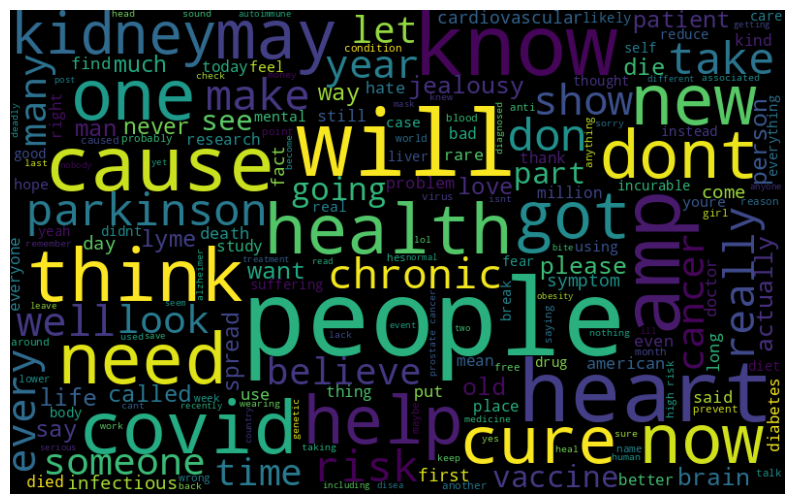 head sound autoimmune cardiovascular likely patient care
kidney may let condition know reduce kind getting
post find much today feel year self die take
many one make way hate jealousy thought different associated
deadly right check money mask knew blood anti show new
man never see mental still case bad diagnosed don anything sorry instead everything person
caused probably research point world rare will dont
good yet fact become liver thank part
last nobody cause going problem love million incurable come anyone
hope parkinson didnt real virus isnt got youre girl reason
yeah day lyme death health lol hes normal fear using amp
remember study read bite really
everyone think alzheimer treatment want suffering chronic break please symptom cancer doctor actually
leave seem people event two obesity saying nothing ill
around well look spread lack prostate cancer free even month
lower used save need believe mean drug american long diet
every life called cant week thing put old heart high risk prevent
body use genetic country place said diabetes
say work recently wearing covid help maybe medicine yes cure sure name now
serious someone time taking keep heal human better talk
died infectious wrong back including disea risk first another vaccine brain